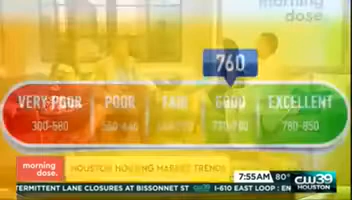 morning
dose.
760
VERY POOR POOR FAIR GOOD EXCELLENT
300-580 780-850
morning
dose.
HOUSTON HOUSING MARKET TRENDS
7:55AM 80° CW39
HOUSTON
TERMITTENT LANE CLOSURES AT BISSONNET ST I-610 EAST LOOP : EN